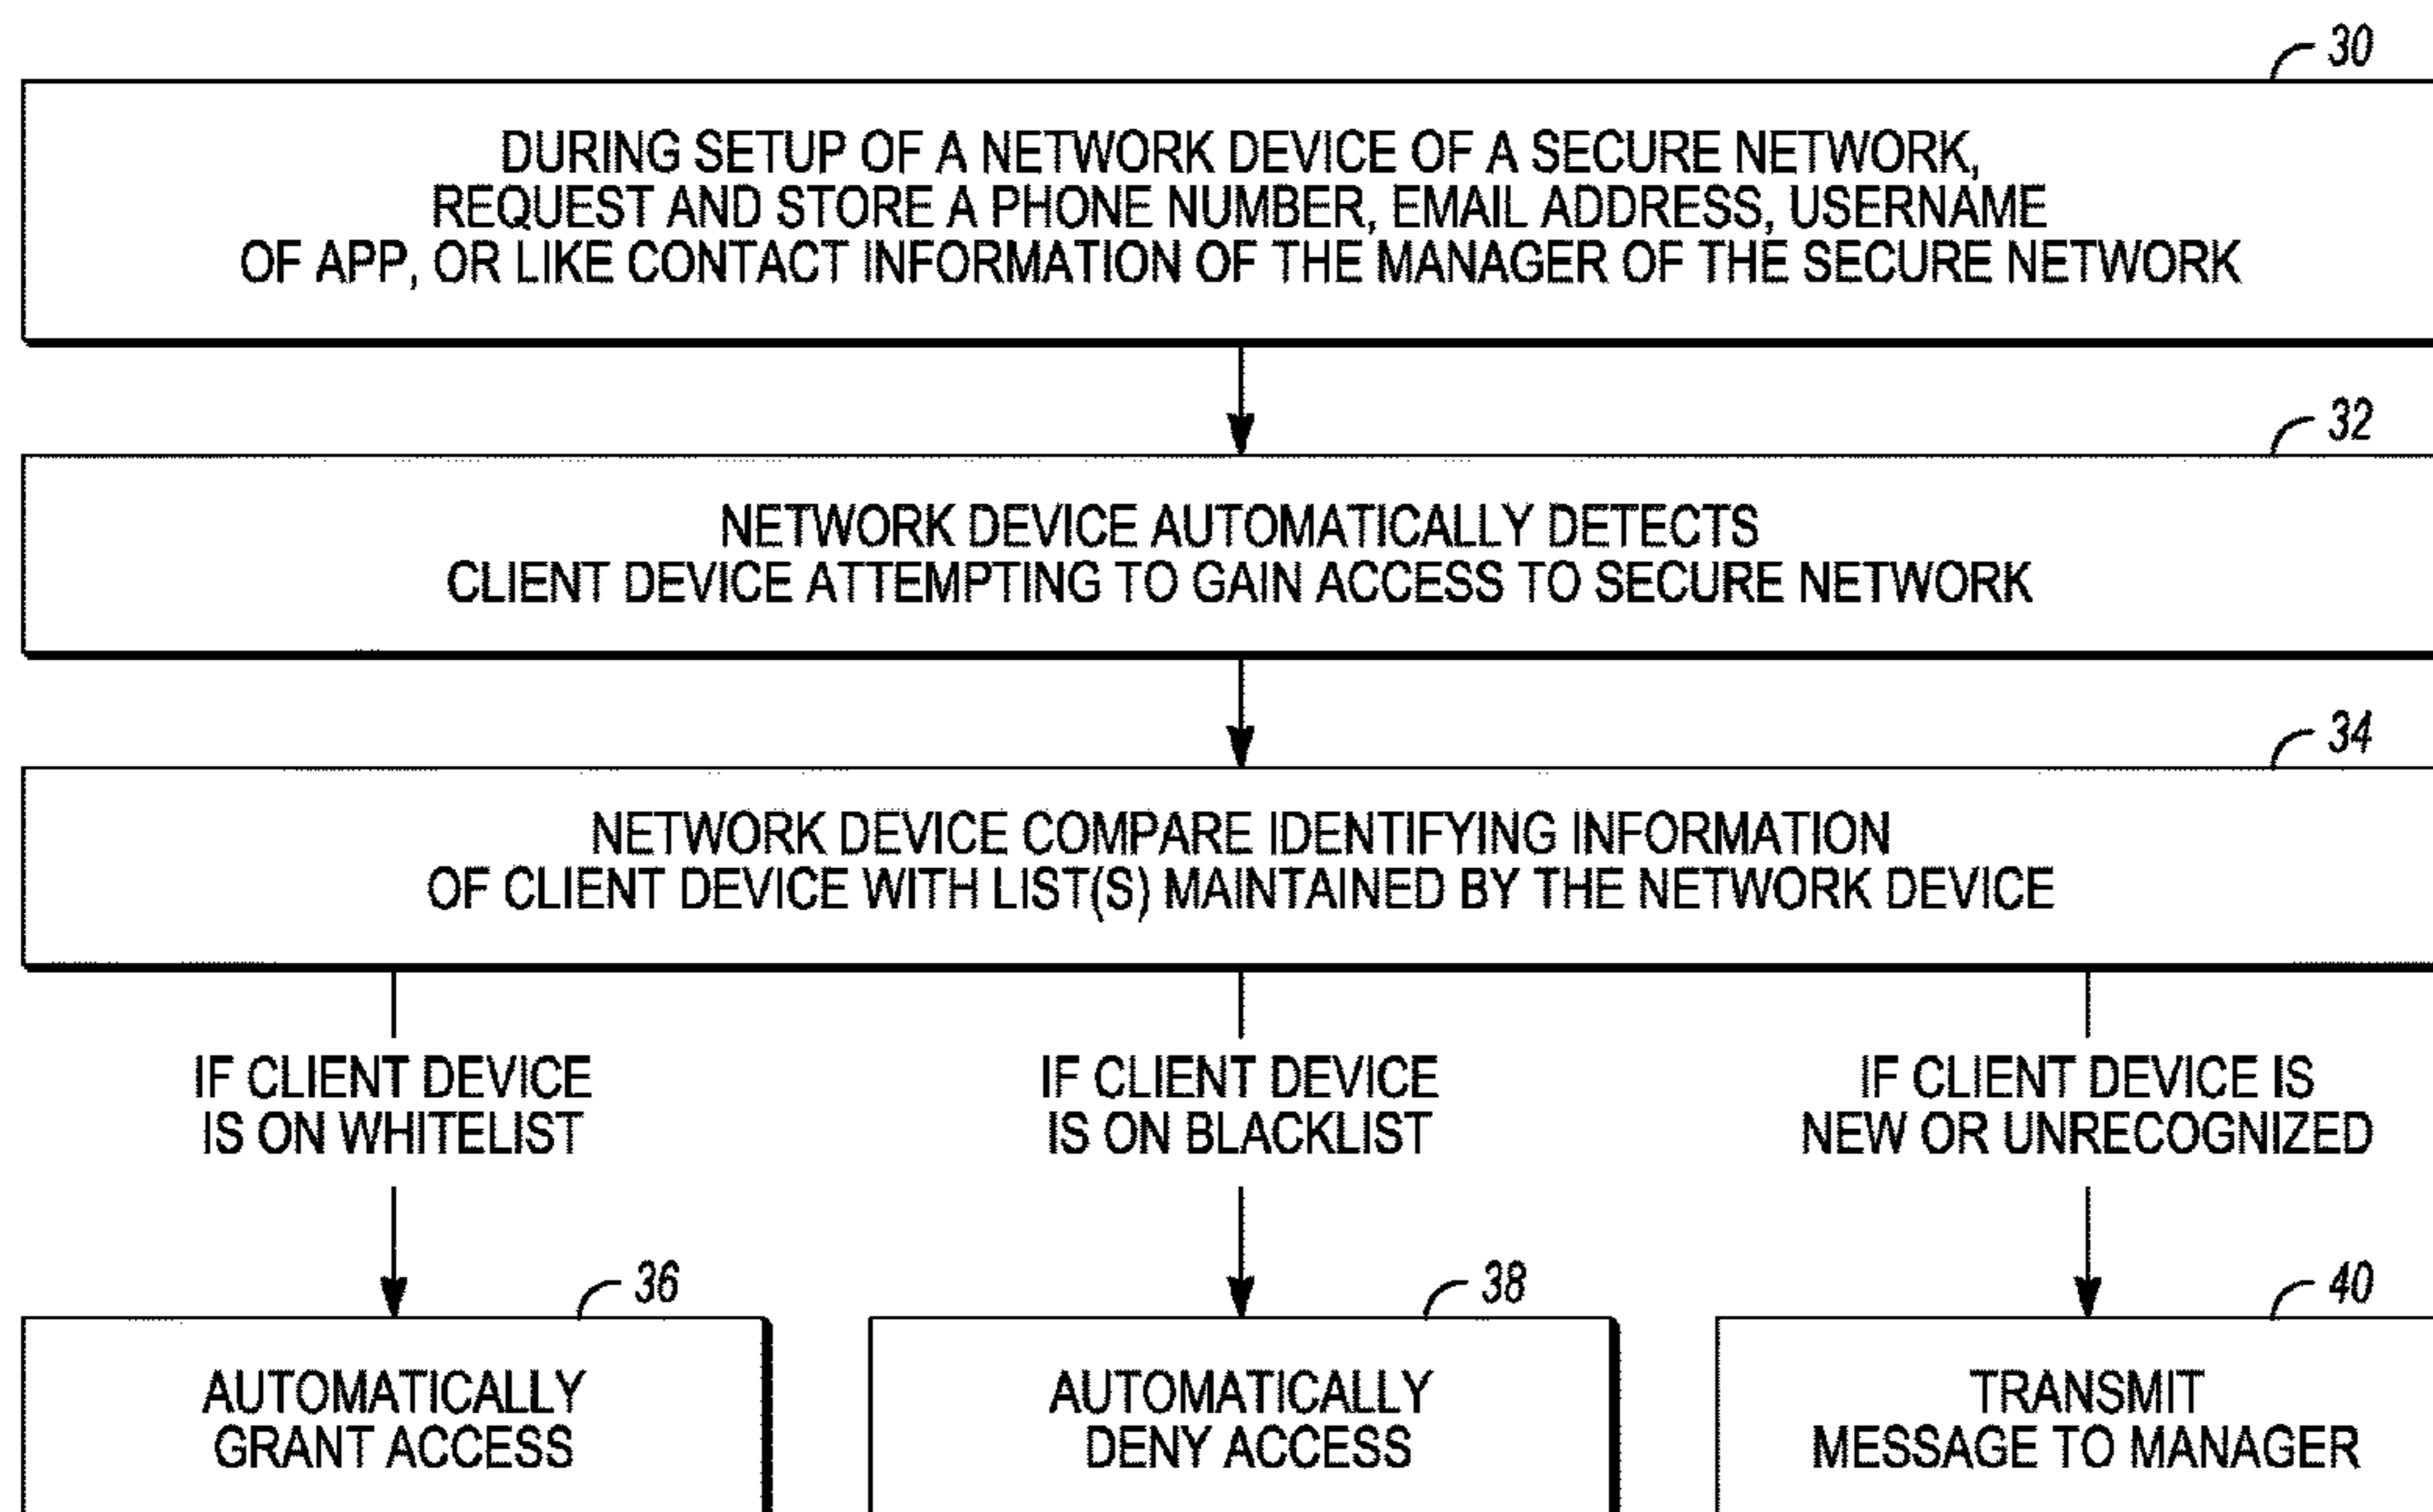 30
DURING SETUP OF A NETWORK DEVICE OF A SECURE NETWORK,
REQUEST AND STORE A PHONE NUMBER, EMAIL ADDRESS, USERNAME
OF APP, OR LIKE CONTACT INFORMATION OF THE MANAGER OF THE SECURE NETWORK
32
NETWORK DEVICE AUTOMATICALLY DETECTS
CLIENT DEVICE ATTEMPTING TO GAIN ACCESS TO SECURE NETWORK
34
NETWORK DEVICE COMPARE IDENTIFYING INFORMATION
OF CLIENT DEVICE WITH LIST(S) MAINTAINED BY THE NETWORK DEVICE
IF CLIENT DEVICE
IS ON WHITELIST
IF CLIENT DEVICE
IS ON BLACKLIST
IF CLIENT DEVICE IS
NEW OR UNRECOGNIZED
36
AUTOMATICALLY
GRANT ACCESS
38
AUTOMATICALLY
DENY ACCESS
40
TRANSMIT
MESSAGE TO MANAGER